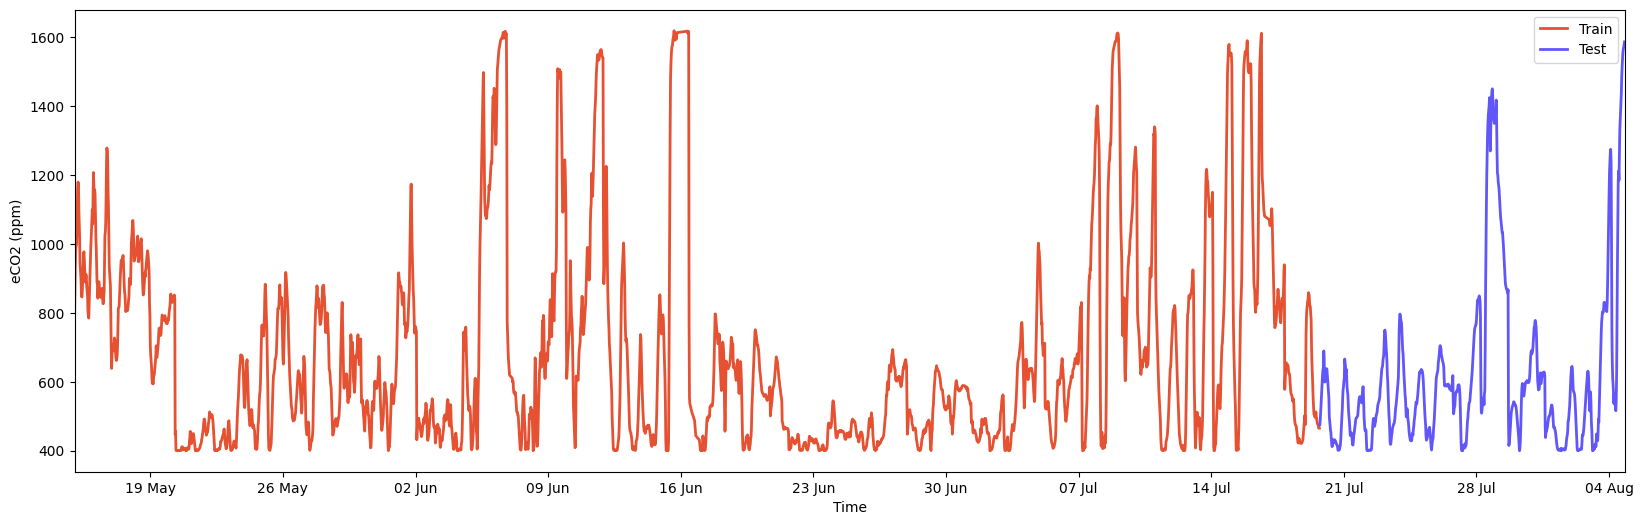 Train
Test
eCO2 (ppm)
1600
1400
1200
1000
800
600
400
19 May
26 May
02 Jun
09 Jun
16 Jun
23 Jun
30 Jun
07 Jul
14 Jul
21 Jul
28 Jul
04 Aug
Time